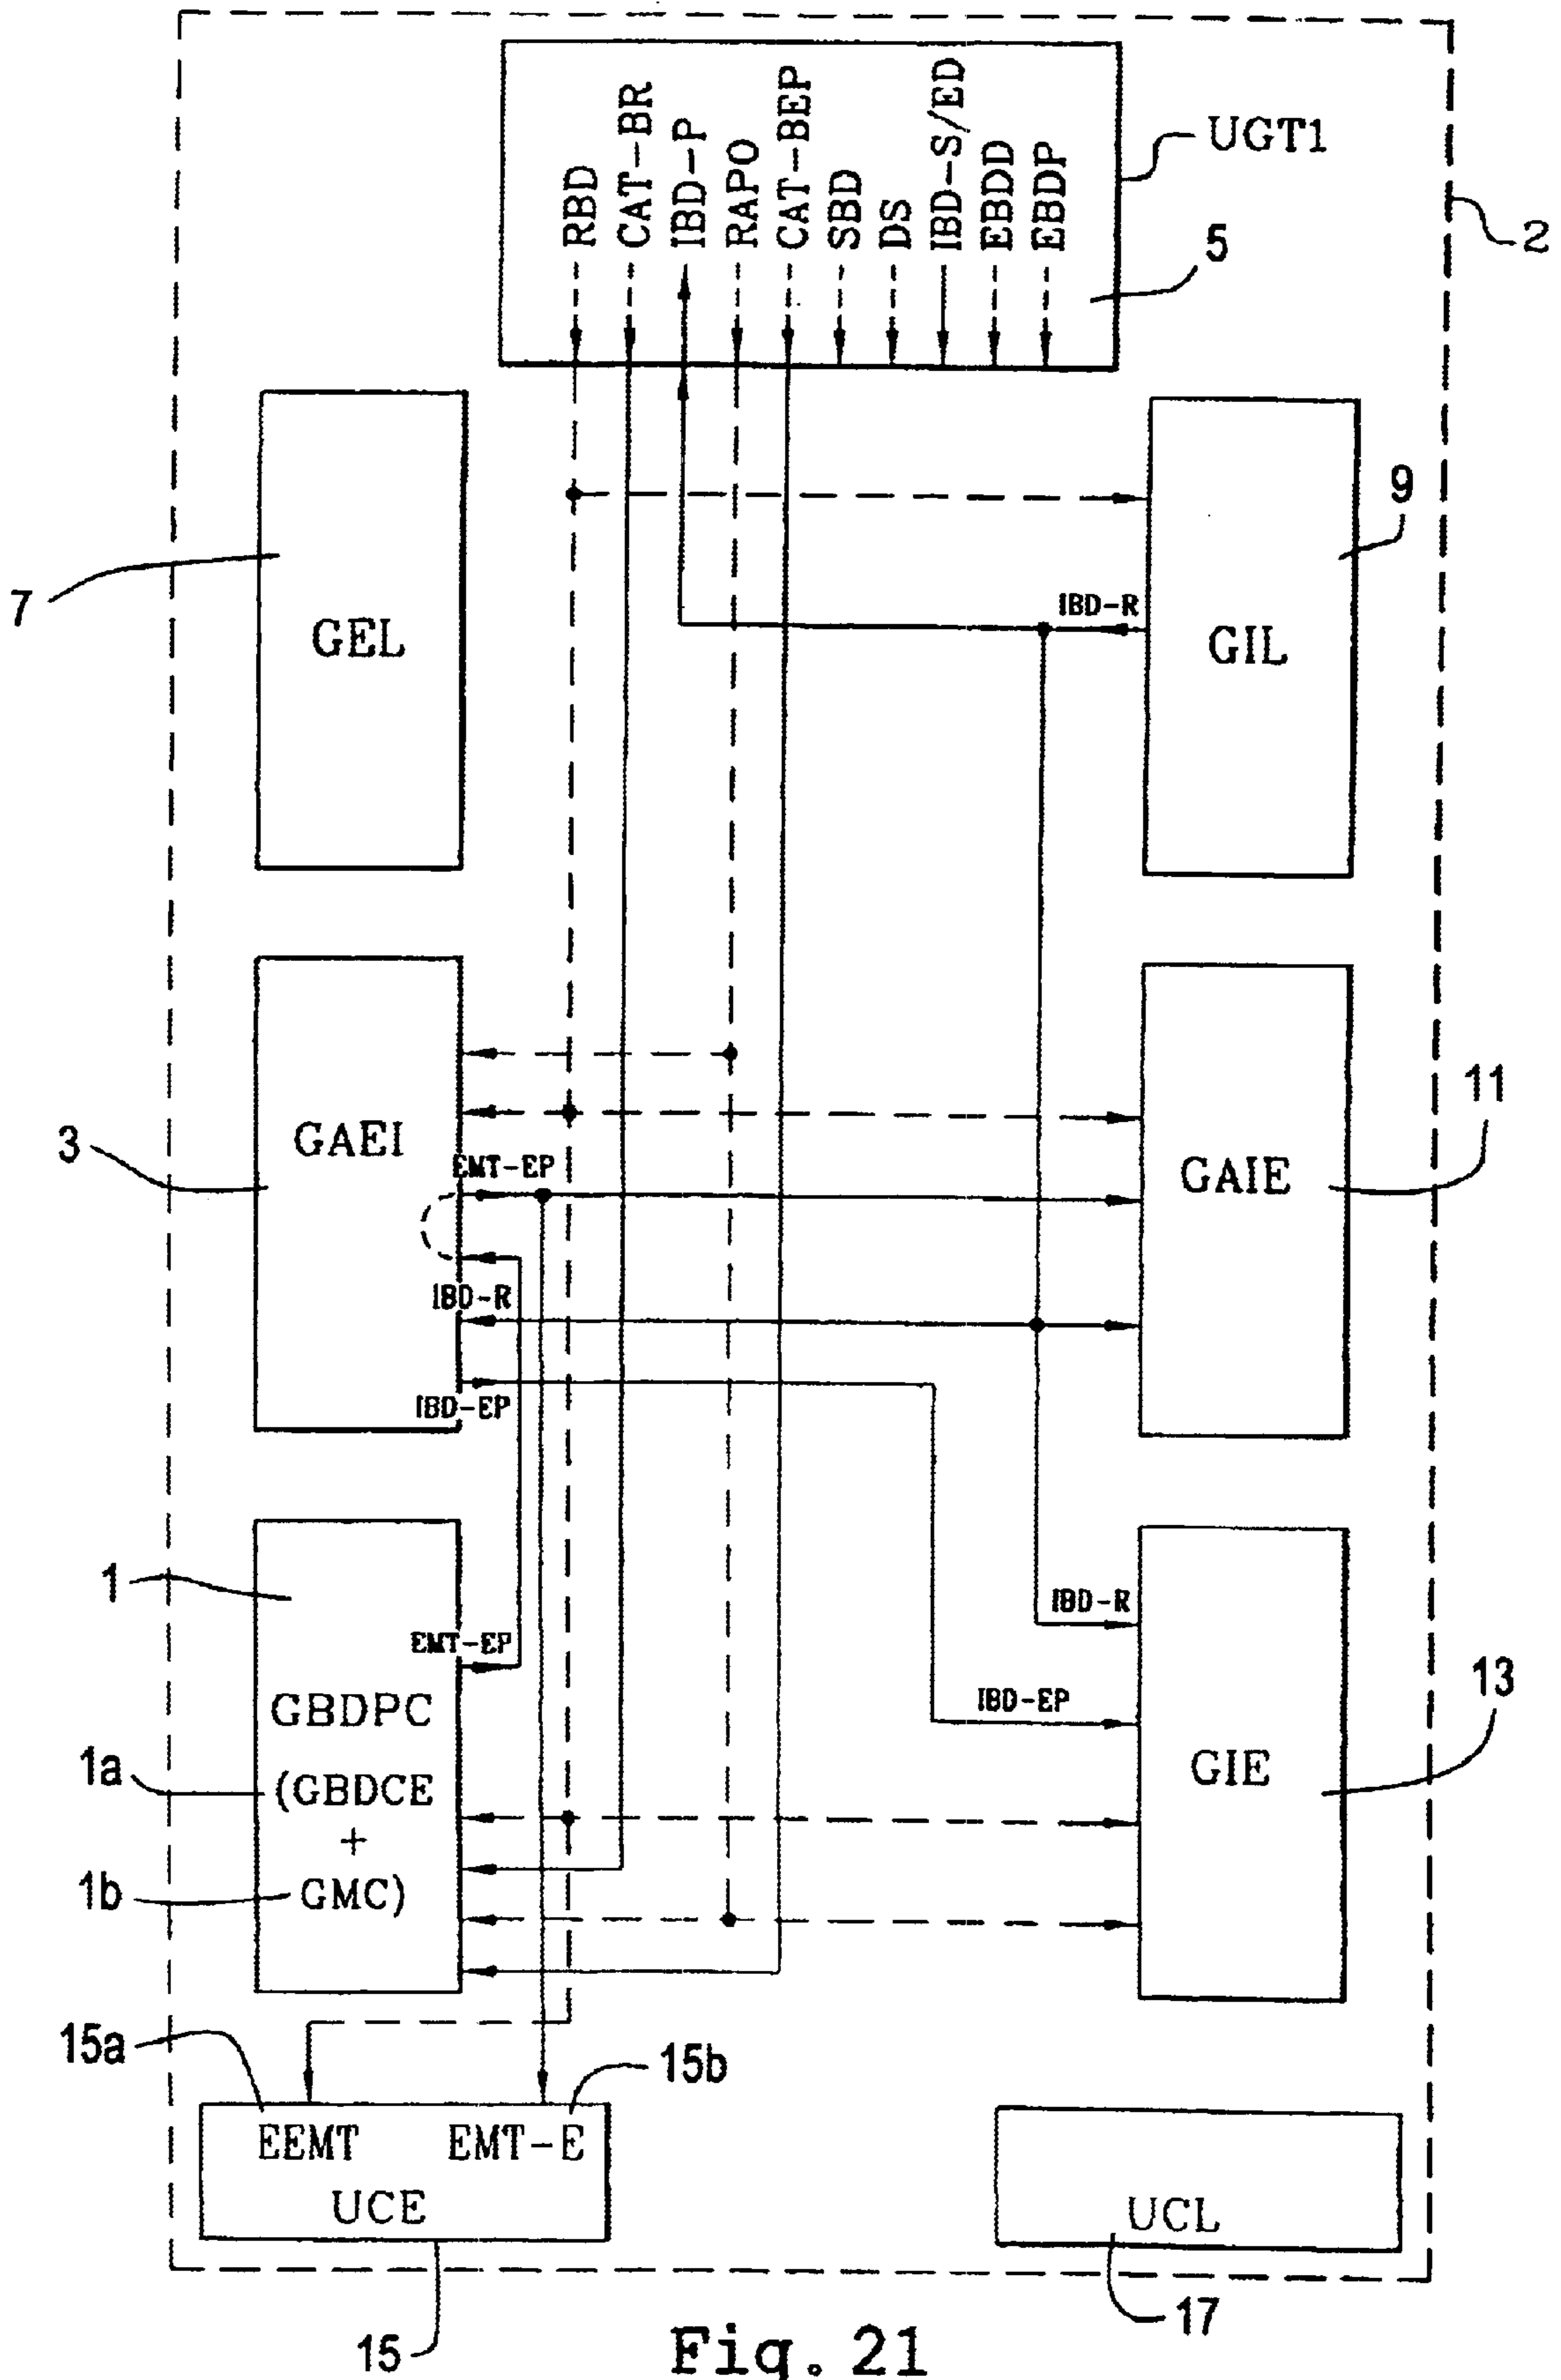 RBD
CAT-BR
IBD-P
RAPO
CAT-BEP
SBD
DS
IBD-S/ED
EBDD
EBDP
UGT1
2
5
7
GEL
9
IBD-R
GIL
3
GAEI
EMT-EP
IBD-R
IBD-EP
11
GAIE
1
EMT-EP
GBDPC
1a
(GBDCE
+
1b
GMC)
IBD-R
IBD-EP
13
GIE
15a
15b
EEMT
EMT-E
UCE
15
UCL
17
Fig. 21